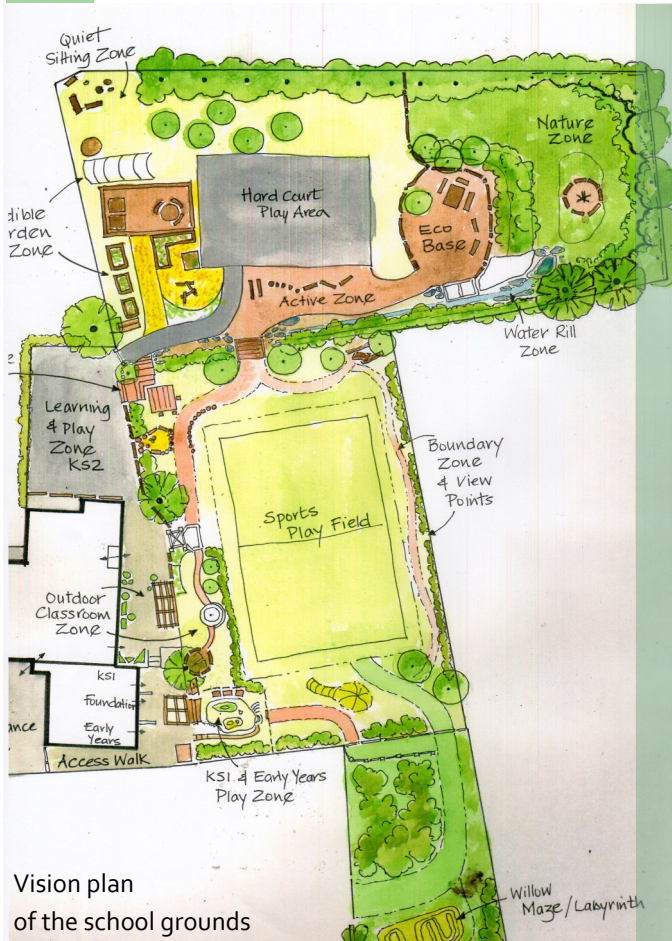 Quiet
Sitting Zone
Nature
Zone
Hard Court
Play Area
dible
rden
Zone
Eco
Base
Active Zone
Water Rill
Zone
2
Learning
& Play
Zone
KS2
Boundary
Zone
& View
Points
Sports
Play Field
Outdoor
Classroom
Zone
KS1
Foundation
Early
Years
ance
Access Walk
KS1 & Early Years
Play Zone
Willow
Maze/Labyrinth
Vision plan
of the school grounds